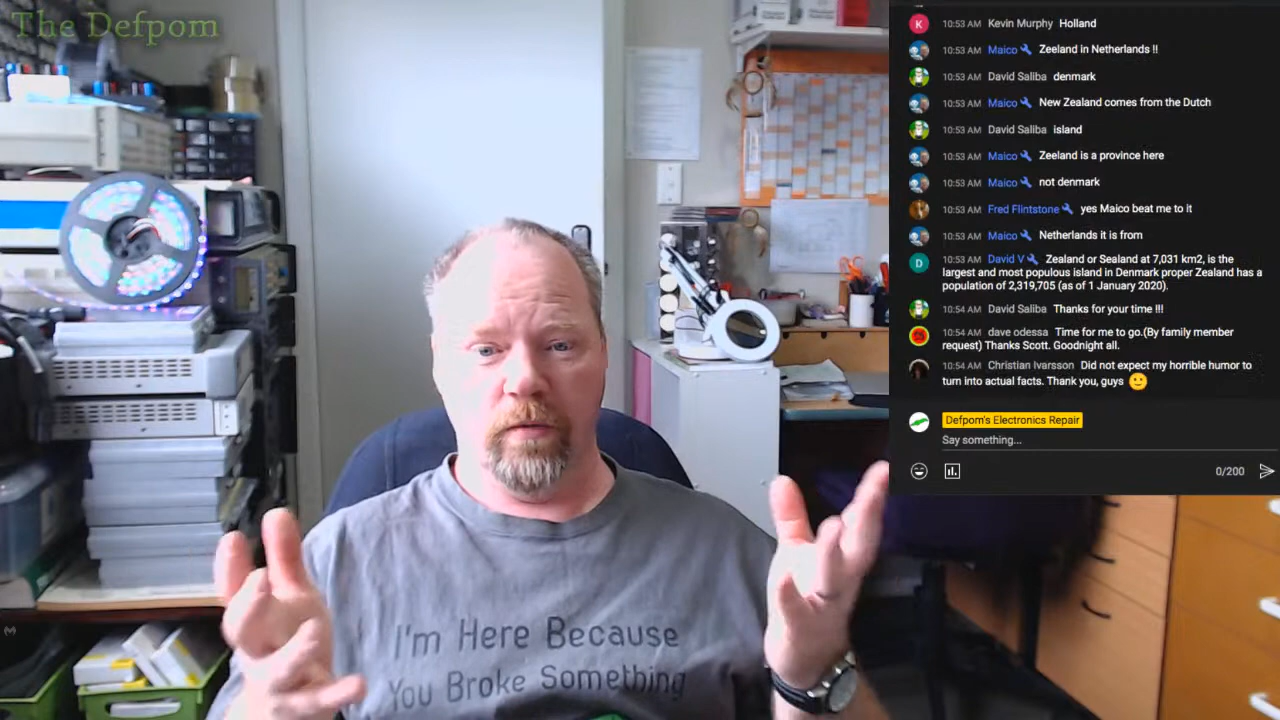 The Defpom
K 10:53 AM Kevin Murphy Holland
10:53 AM Maico Zeeland in Netherlands !!
10:53 AM David Saliba denmark
10:53 AM Maico New Zealand comes from the Dutch
10:53 AM David Saliba island
10:53 AM Maico Zeeland is a province here
10:53 AM Maico not denmark
10:53 AM Fred Flintstone yes Maico beat me to it
10:53 AM Maico Netherlands it is from
D 10:53 AM David V Zealand or Sealand at 7,031 km2, is the
largest and most populous island in Denmark proper Zealand has a
population of 2,319,705 (as of 1 January 2020).
10:54 AM David Saliba Thanks for your time !!!
10:54 AM dave odessa Time for me to go.(By family member
request) Thanks Scott. Goodnight all.
10:54 AM Christian Ivarsson Did not expect my horrible humor to
turn into actual facts. Thank you, guys 🙂
Defpom's Electronics Repair
Say something...
0/200
I'm Here Because
You Broke Something